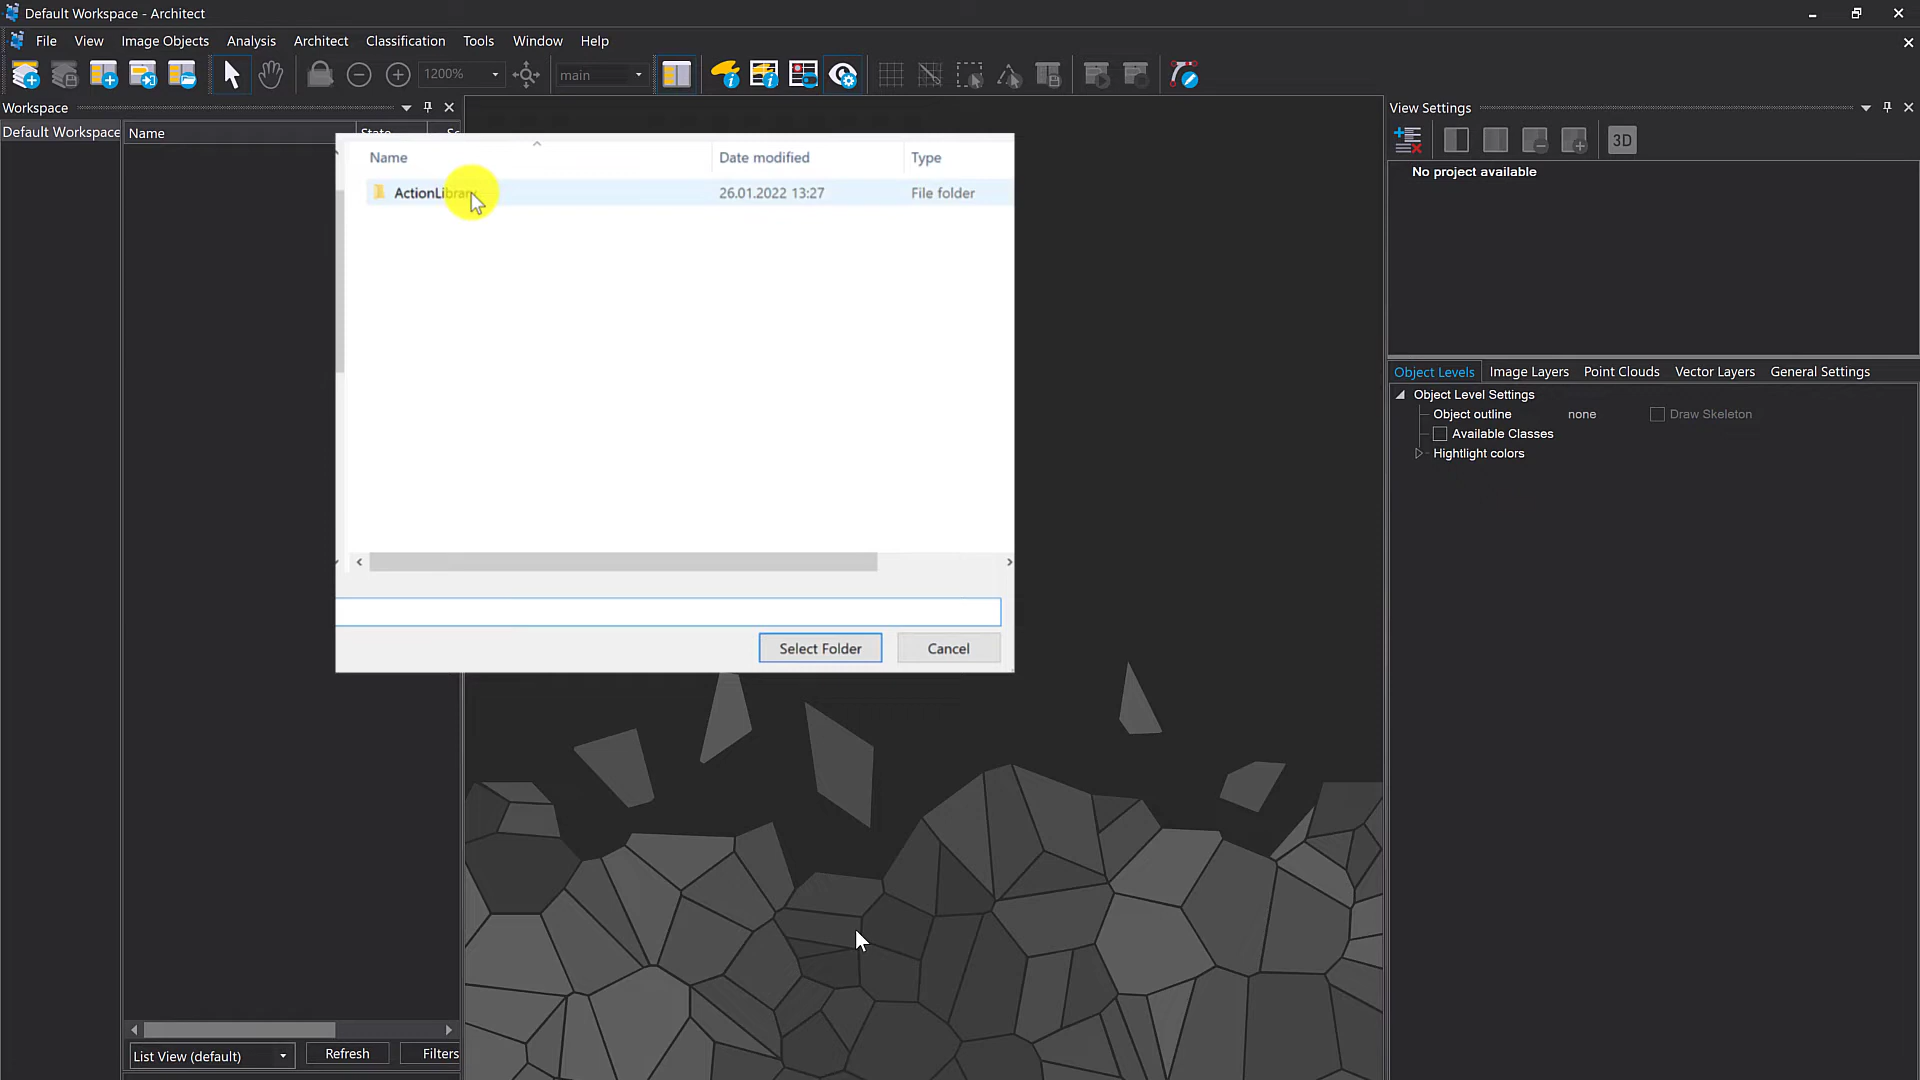 Default Workspace - Architect
File View Image Objects Analysis Architect Classification Tools Window Help
1200% main
Workspace
View Settings
Default Workspace Name State
3D
No project available
Name Date modified Type
ActionLibrary 26.01.2022 13:27 File folder
Object Levels Image Layers Point Clouds Vector Layers General Settings
Object Level Settings
Object outline none Draw Skeleton
Available Classes
Hightlight colors
Select Folder Cancel
List View (default) Refresh Filters